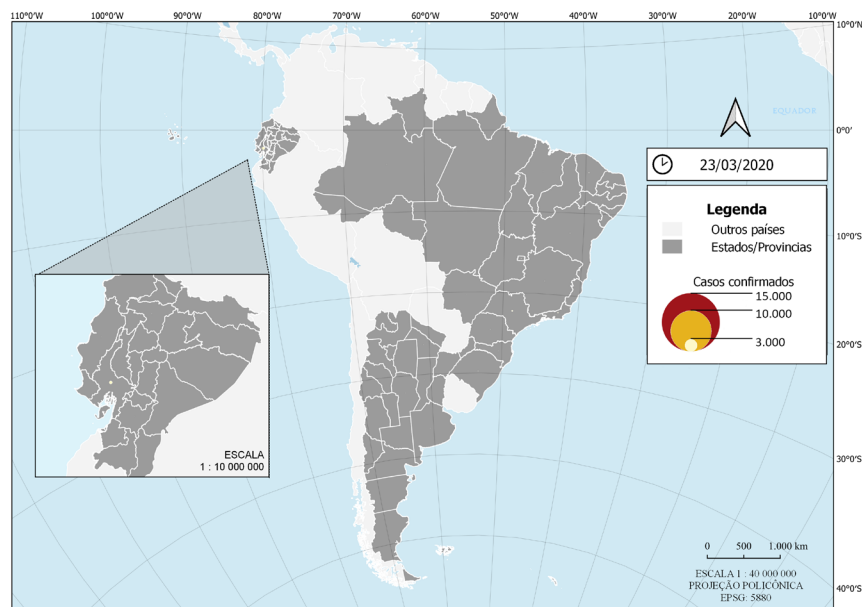 110°0'W 100°0'W 90°0'W 80°0'W 70°0'W 60°0'W 50°0'W 40°0'W 30°0'W 20°0'W 10°0'W
10°0'N
EQUADOR
0°0'
23/03/2020
Legenda
Outros países
Estados/Provincias
10°0'S
Casos confirmados
15.000
10.000
3.000
20°0'S
ESCALA
1 : 10 000 000
30°0'S
0 500 1.000 km
ESCALA 1 : 40 000 000
PROJEÇÃO POLICÔNICA
EPSG: 5880
40°0'S